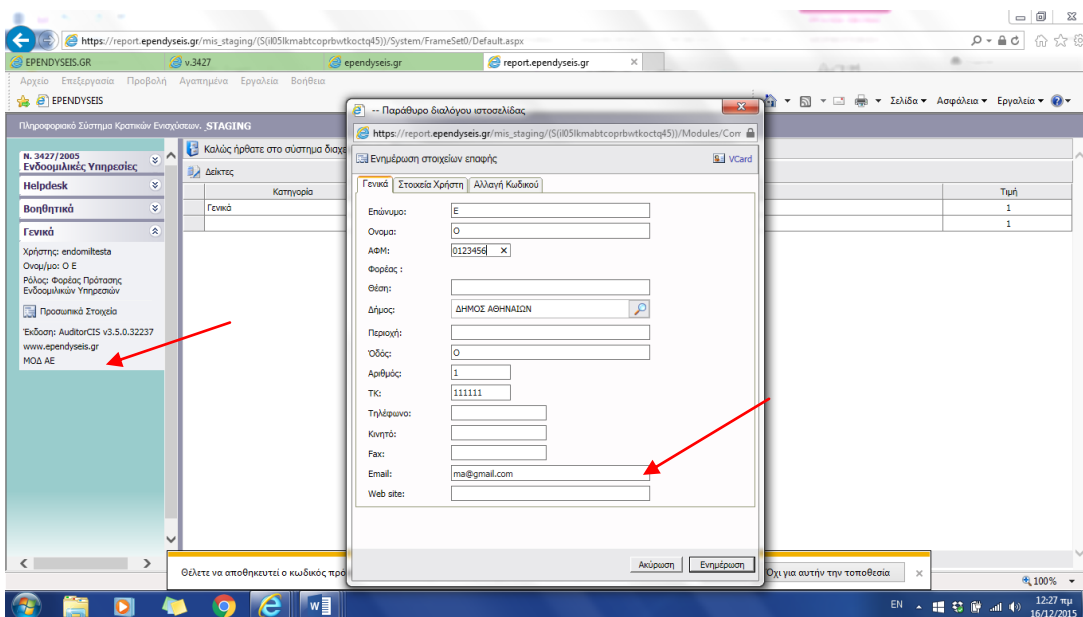 https://report.ependyseis.gr/mis_staging/(S(il05lkmabtcoprbwtkoctq45))/System/FrameSet0/Default.aspx
EPENDYSEIS.GR v.3427 ependyseis.gr report.ependyseis.gr
Αρχείο Επεξεργασία Προβολή Αγαπημένα Εργαλεία Βοήθεια
EPENDYSEIS
Σελίδα Ασφάλεια Εργαλεία
Πληροφοριακό Σύστημα Κρατικών Ενισχύσεων. _STAGING
Ν. 3427/2005
Ενδοομιλικές Υπηρεσίες
Helpdesk
Βοηθητικά
Γενικά
Χρήστης: endomiltesta
Ονομ/μο: Ο Ε
Ρόλος: Φορέας Πρότασης
Ενδοομιλικών Υπηρεσιών
Προσωπικά Στοιχεία
Έκδοση: AuditorCIS v3.5.0.32237
www.ependyseis.gr
ΜΟΔ ΑΕ
Καλώς ήρθατε στο σύστημα διαχε
Δείκτες
Κατηγορία Τιμή
Γενικά 1
1
-- Παράθυρο διαλόγου ιστοσελίδας
https://report.ependyseis.gr/mis_staging/(S(il05lkmabtcoprbwtkoctq45))/Modules/Com
Ενημέρωση στοιχείων επαφής VCard
Γενικά Στοιχεία Χρήστη Αλλαγή Κωδικού
Επώνυμο: Ε
Ονομα: Ο
ΑΦΜ: 0123456
Φορέας :
Θέση:
Δήμος: ΔΗΜΟΣ ΑΘΗΝΑΙΩΝ
Περιοχή:
Όδός: Ο
Αριθμός: 1
ΤΚ: 111111
Τηλέφωνο:
Κινητό:
Fax:
Email: ma@gmail.com
Web site:
Ακύρωση Ενημέρωση
Θέλετε να αποθηκευτεί ο κωδικός πρό
Όχι για αυτήν την τοποθεσία
100%
EN
12:27 πμ
16/12/2015